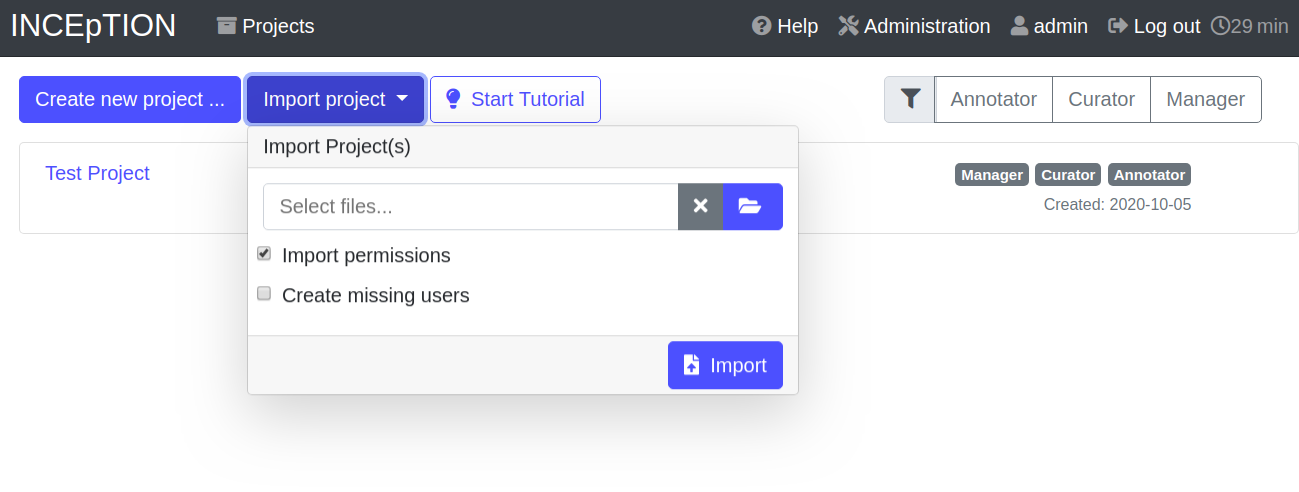 INCEpTION Projects Help Administration admin Log out 29 min
Create new project ... Import project Start Tutorial Annotator Curator Manager
Import Project(s)
Test Project Manager Curator Annotator
Select files... Created: 2020-10-05
Import permissions
Create missing users
Import